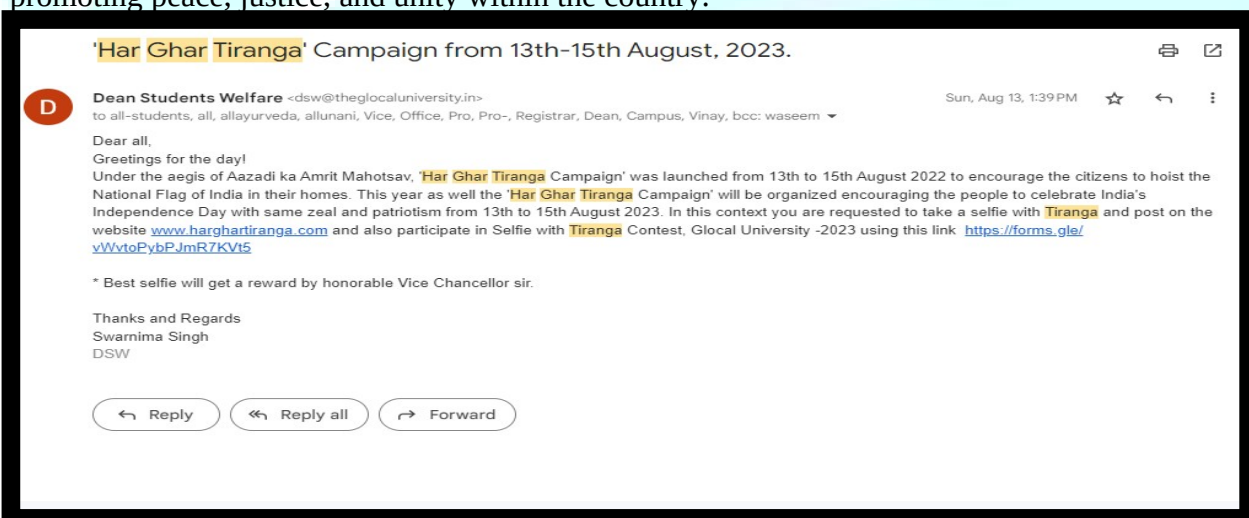 promoting peace, justice, and unity within the country.
'Har Ghar Tiranga' Campaign from 13th-15th August, 2023.
D
Dean Students Welfare <dsw@theglocaluniversity.in>
Sun, Aug 13, 1:39 PM
to all-students, all, allayurveda, allunani, Vice, Office, Pro, Pro-, Registrar, Dean, Campus, Vinay, bcc: waseem
Dear all,
Greetings for the day!
Under the aegis of Aazadi ka Amrit Mahotsav, 'Har Ghar Tiranga Campaign' was launched from 13th to 15th August 2022 to encourage the citizens to hoist the
National Flag of India in their homes. This year as well the 'Har Ghar Tiranga Campaign' will be organized encouraging the people to celebrate India's
Independence Day with same zeal and patriotism from 13th to 15th August 2023. In this context you are requested to take a selfie with Tiranga and post on the
website www.harghartiranga.com and also participate in Selfie with Tiranga Contest, Glocal University -2023 using this link https://forms.gle/
vWvtoPybPJmR7KVt5
* Best selfie will get a reward by honorable Vice Chancellor sir.
Thanks and Regards
Swarnima Singh
DSW
Reply
Reply all
Forward